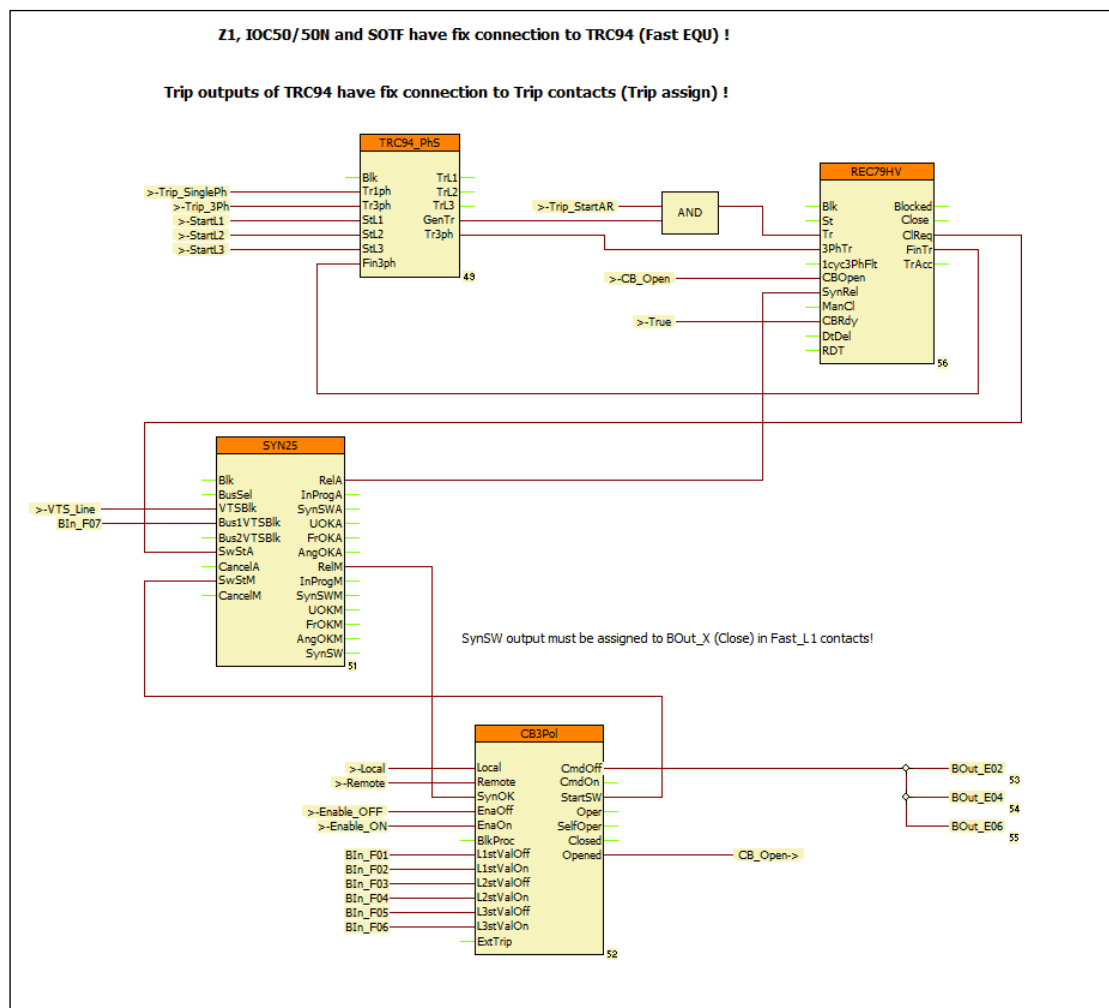 Z1, IOC50/50N and SOTF have fix connection to TRC94 (Fast EQU) !
Trip outputs of TRC94 have fix connection to Trip contacts (Trip assign) !
TRC94_PhS
Blk
Tr1ph
Tr3ph
StL1
StL2
StL3
Fin3ph
TrL1
TrL2
TrL3
GenTr
Tr3ph
49
>-Trip_SinglePh
>-Trip_3Ph
>-StartL1
>-StartL2
>-StartL3
>-Trip_StartAR
AND
REC79HV
Blk
St
Tr
3PhTr
1cyc3PhFlt
CBOpen
SynRel
ManCl
CBRdy
DtDel
RDT
Blocked
Close
ClReq
FinTr
TrAcc
56
>-CB_Open
>-True
SYN25
Blk
BusSel
VTSBlk
Bus1VTSBlk
Bus2VTSBlk
SwStA
CancelA
SwStM
CancelM
RelA
InProgA
SynSWA
UOKA
FrOKA
AngOKA
RelM
InProgM
SynSWM
UOKM
FrOKM
AngOKM
SynSW
51
>-VTS_Line
BIn_F07
SynSW output must be assigned to BOut_X (Close) in Fast_L1 contacts!
CB3Pol
Local
Remote
SynOK
EnaOff
EnaOn
BlkProc
L1stValOff
L1stValOn
L2stValOff
L2stValOn
L3stValOff
L3stValOn
ExtTrip
CmdOff
CmdOn
StartSW
Oper
SelfOper
Closed
Opened
52
>-Local
>-Remote
>-Enable_OFF
>-Enable_ON
BIn_F01
BIn_F02
BIn_F03
BIn_F04
BIn_F05
BIn_F06
BOut_E02
53
BOut_E04
54
BOut_E06
55
CB_Open->